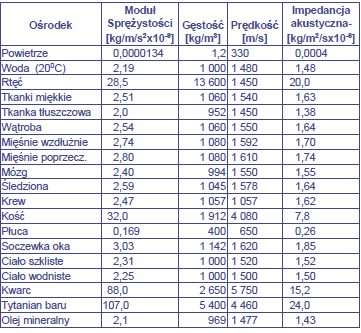 Ośrodek Moduł Sprężystości [kg/m/s²x10⁻⁸] Gęstość [kg/m³] Prędkość [m/s] Impedancja akustyczna- [kg/m²/sx10⁻⁶]
Powietrze 0,0000134 1,2 330 0,0004
Woda (20⁰C) 2,19 1 000 1 480 1,48
Rtęć 28,5 13 600 1 450 20,0
Tkanki miękkie 2,51 1 060 1 540 1,63
Tkanka tłuszczowa 2,0 952 1 450 1,38
Wątroba 2,54 1 060 1 550 1,64
Mięśnie wzdłużnie 2,74 1 080 1 592 1,70
Mięśnie poprzecz. 2,80 1 080 1 610 1,74
Mózg 2,40 994 1 550 1,55
Śledziona 2,59 1 045 1 578 1,64
Krew 2,47 1 057 1 057 1,62
Kość 32,0 1 912 4 080 7,8
Płuca 0,169 400 650 0,26
Soczewka oka 3,03 1 142 1 620 1,85
Ciało szkliste 2,31 1 000 1 520 1,52
Ciało wodniste 2,25 1 000 1 500 1,50
Kwarc 88,0 2 650 5 750 15,2
Tytanian baru 107,0 5 400 4 460 24,0
Olej mineralny 2,1 969 1 477 1,43